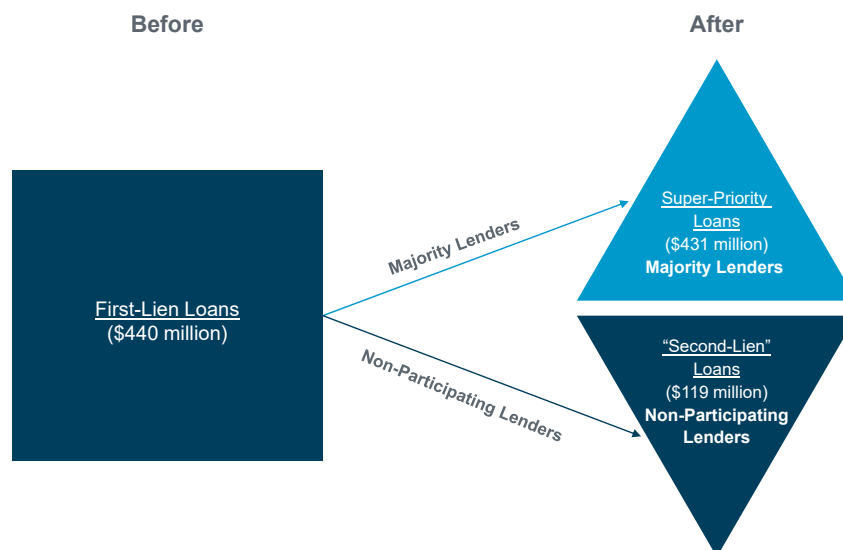 Before
After
First-Lien Loans
($440 million)
Majority Lenders
Non-Participating Lenders
Super-Priority
Loans
($431 million)
Majority Lenders
“Second-Lien”
Loans
($119 million)
Non-Participating
Lenders